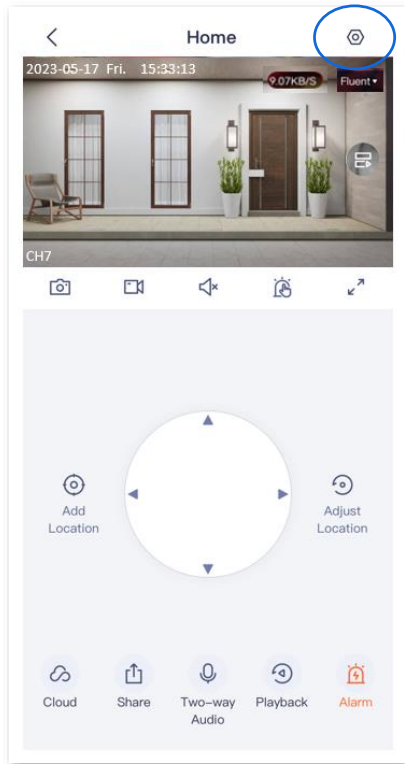 Home
2023-05-17 Fri. 15:33:13
9.07KB/S
Fluent
CH7
Add
Location
Adjust
Location
Cloud
Share
Two-way
Audio
Playback
Alarm